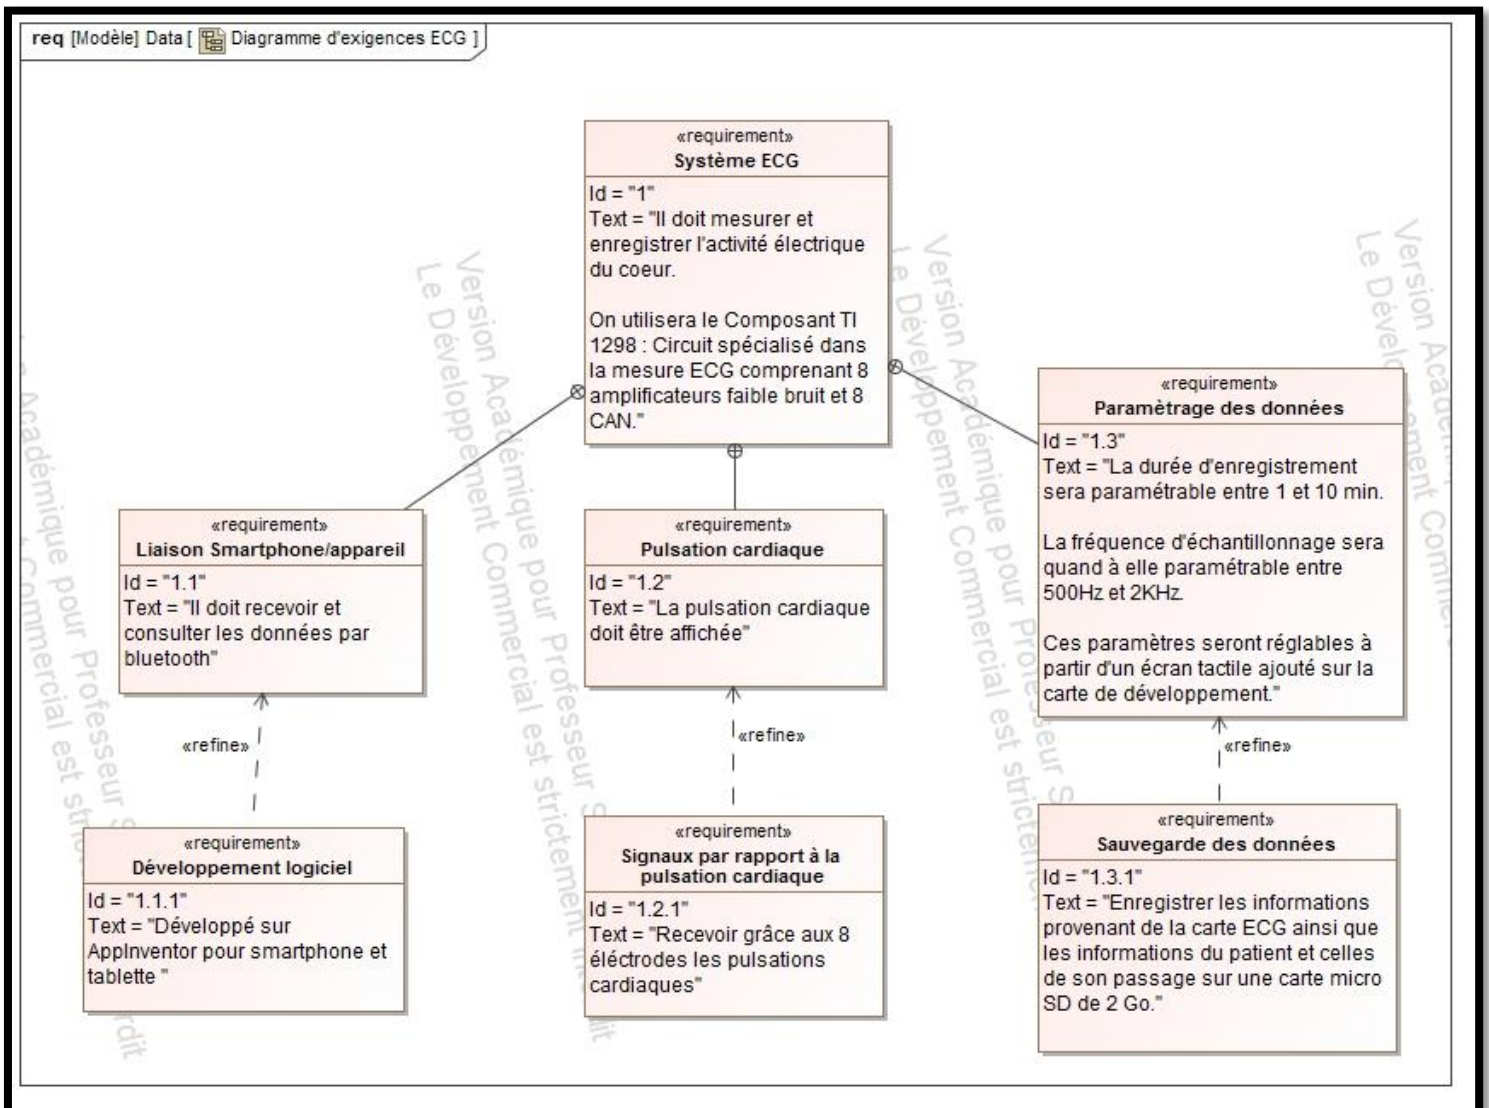 req [Modèle] Data [ Diagramme d'exigences ECG ]
«requirement»
Système ECG
Id = "1"
Text = "Il doit mesurer et
enregistrer l'activité électrique
du coeur.
On utilisera le Composant TI
1298 : Circuit spécialisé dans
la mesure ECG comprenant 8
amplificateurs faible bruit et 8
CAN."
«requirement»
Liaison Smartphone/appareil
Id = "1.1"
Text = "Il doit recevoir et
consulter les données par
bluetooth"
«requirement»
Pulsation cardiaque
Id = "1.2"
Text = "La pulsation cardiaque
doit être affichée"
«requirement»
Paramètrage des données
Id = "1.3"
Text = "La durée d'enregistrement
sera paramétrable entre 1 et 10 min.
La fréquence d'échantillonnage sera
quand à elle paramétrable entre
500Hz et 2KHz.
Ces paramètres seront réglables à
partir d'un écran tactile ajouté sur la
carte de développement."
«refine»
«refine»
«refine»
«requirement»
Développement logiciel
Id = "1.1.1"
Text = "Développé sur
AppInventor pour smartphone et
tablette "
«requirement»
Signaux par rapport à la
pulsation cardiaque
Id = "1.2.1"
Text = "Recevoir grâce aux 8
éléctrodes les pulsations
cardiaques"
«requirement»
Sauvegarde des données
Id = "1.3.1"
Text = "Enregistrer les informations
provenant de la carte ECG ainsi que
les informations du patient et celles
de son passage sur une carte micro
SD de 2 Go."
Version Académique pour Professeur
Le Développement Commercial est strictement
Version Académique pour Professeur
Le Développement Commercial est strictement
Version